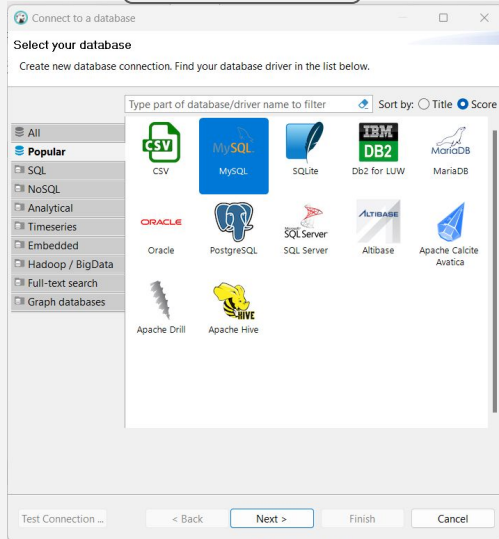 Connect to a database
Select your database
Create new database connection. Find your database driver in the list below.
Type part of database/driver name to filter
Sort by: Title Score
All
Popular
SQL
NoSQL
Analytical
Timeseries
Embedded
Hadoop / BigData
Full-text search
Graph databases
CSV
MySQL
IBM
DB2
MariaDB
CSV
MySQL
SQLite
Db2 for LUW
MariaDB
ORACLE
SQL Server
ALTIBASE
Oracle
PostgreSQL
SQL Server
Altibase
Apache Calcite
Avatica
HIVE
Apache Drill
Apache Hive
Test Connection ...
< Back
Next >
Finish
Cancel